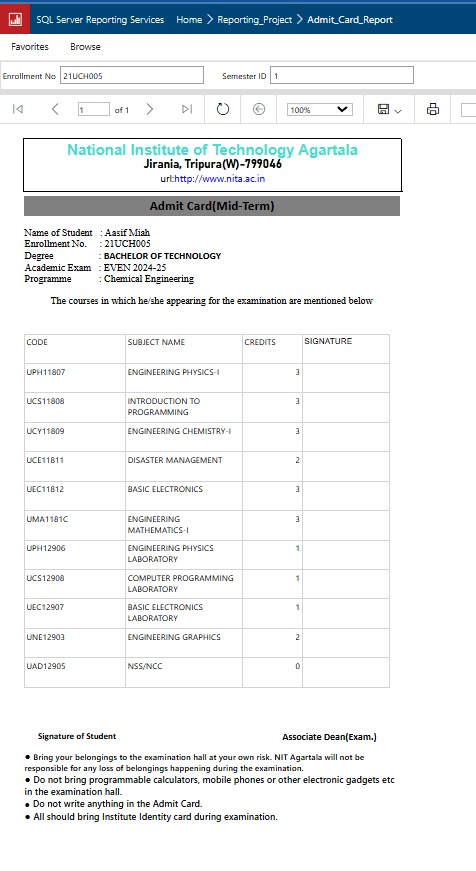 SQL Server Reporting Services Home > Reporting_Project > Admit_Card_Report
Favorites Browse
Enrollment No 21UCH005 Semester ID 1
1 of 1 100%
National Institute of Technology Agartala
Jirania, Tripura(W)-799046
url:http://www.nita.ac.in
Admit Card(Mid-Term)
Name of Student : Aasif Miah
Enrollment No. : 21UCH005
Degree : BACHELOR OF TECHNOLOGY
Academic Exam : EVEN 2024-25
Programme : Chemical Engineering
The courses in which he/she appearing for the examination are mentioned below
CODE SUBJECT NAME CREDITS SIGNATURE
UPH11807 ENGINEERING PHYSICS-I 3
UCS11808 INTRODUCTION TO 3
PROGRAMMING
UCY11809 ENGINEERING CHEMISTRY-I 3
UCE11811 DISASTER MANAGEMENT 2
UEC11812 BASIC ELECTRONICS 3
UMA1181C ENGINEERING 3
MATHEMATICS-I
UPH12906 ENGINEERING PHYSICS 1
LABORATORY
UCS12908 COMPUTER PROGRAMMING 1
LABORATORY
UEC12907 BASIC ELECTRONICS 1
LABORATORY
UNE12903 ENGINEERING GRAPHICS 2
UAD12905 NSS/NCC 0
Signature of Student Associate Dean(Exam.)
● Bring your belongings to the examination hall at your own risk. NIT Agartala will not be
responsible for any loss of belongings happening during the examination.
● Do not bring programmable calculators, mobile phones or other electronic gadgets etc
in the examination hall.
● Do not write anything in the Admit Card.
● All should bring Institute Identity card during examination.